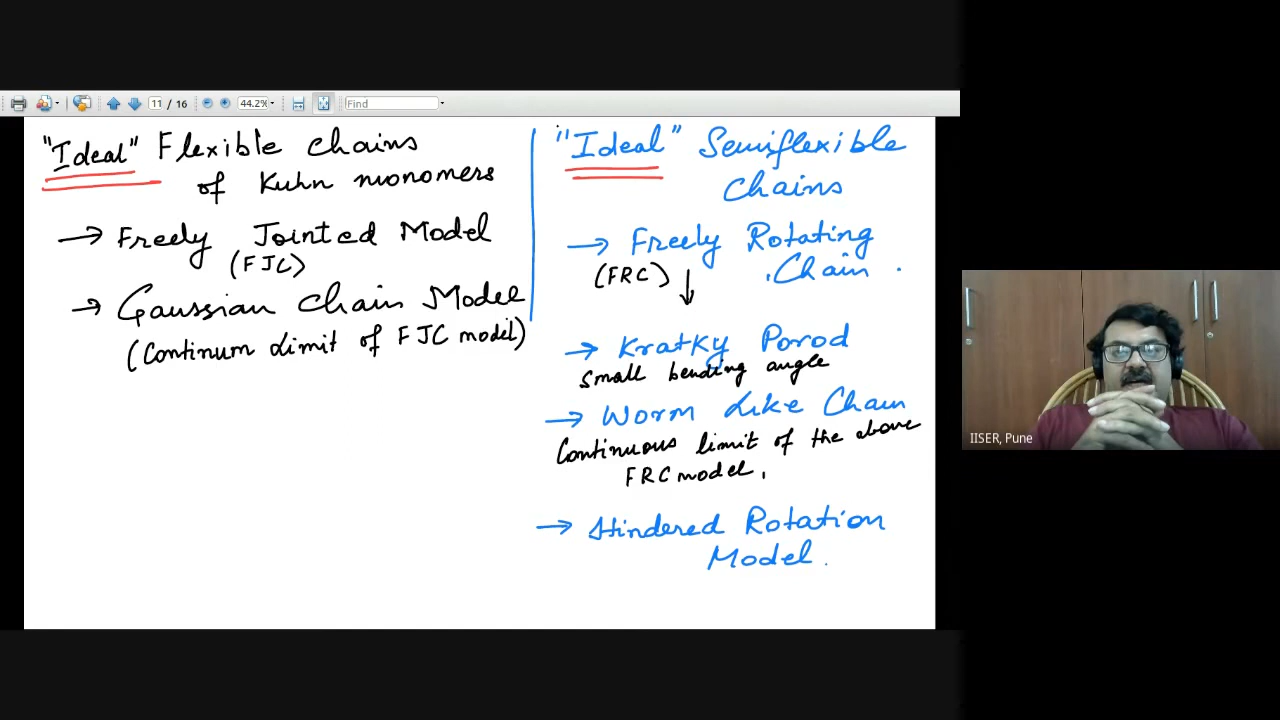 11 / 16
44.2%
Find
"Ideal" Flexible chains
of Kuhn monomers
→ Freely Jointed Model
(FJC)
→ Gaussian Chain Model
(Continum Limit of FJC model)
"Ideal" Semiflexible
Chains
→ Freely Rotating
Chain
(FRC) ↓
→ Kratky Porod
Small bending angle
→ Worm Like Chain
Continuous limit of the above
FRC model.
→ Hindered Rotation
Model.
IISER, Pune